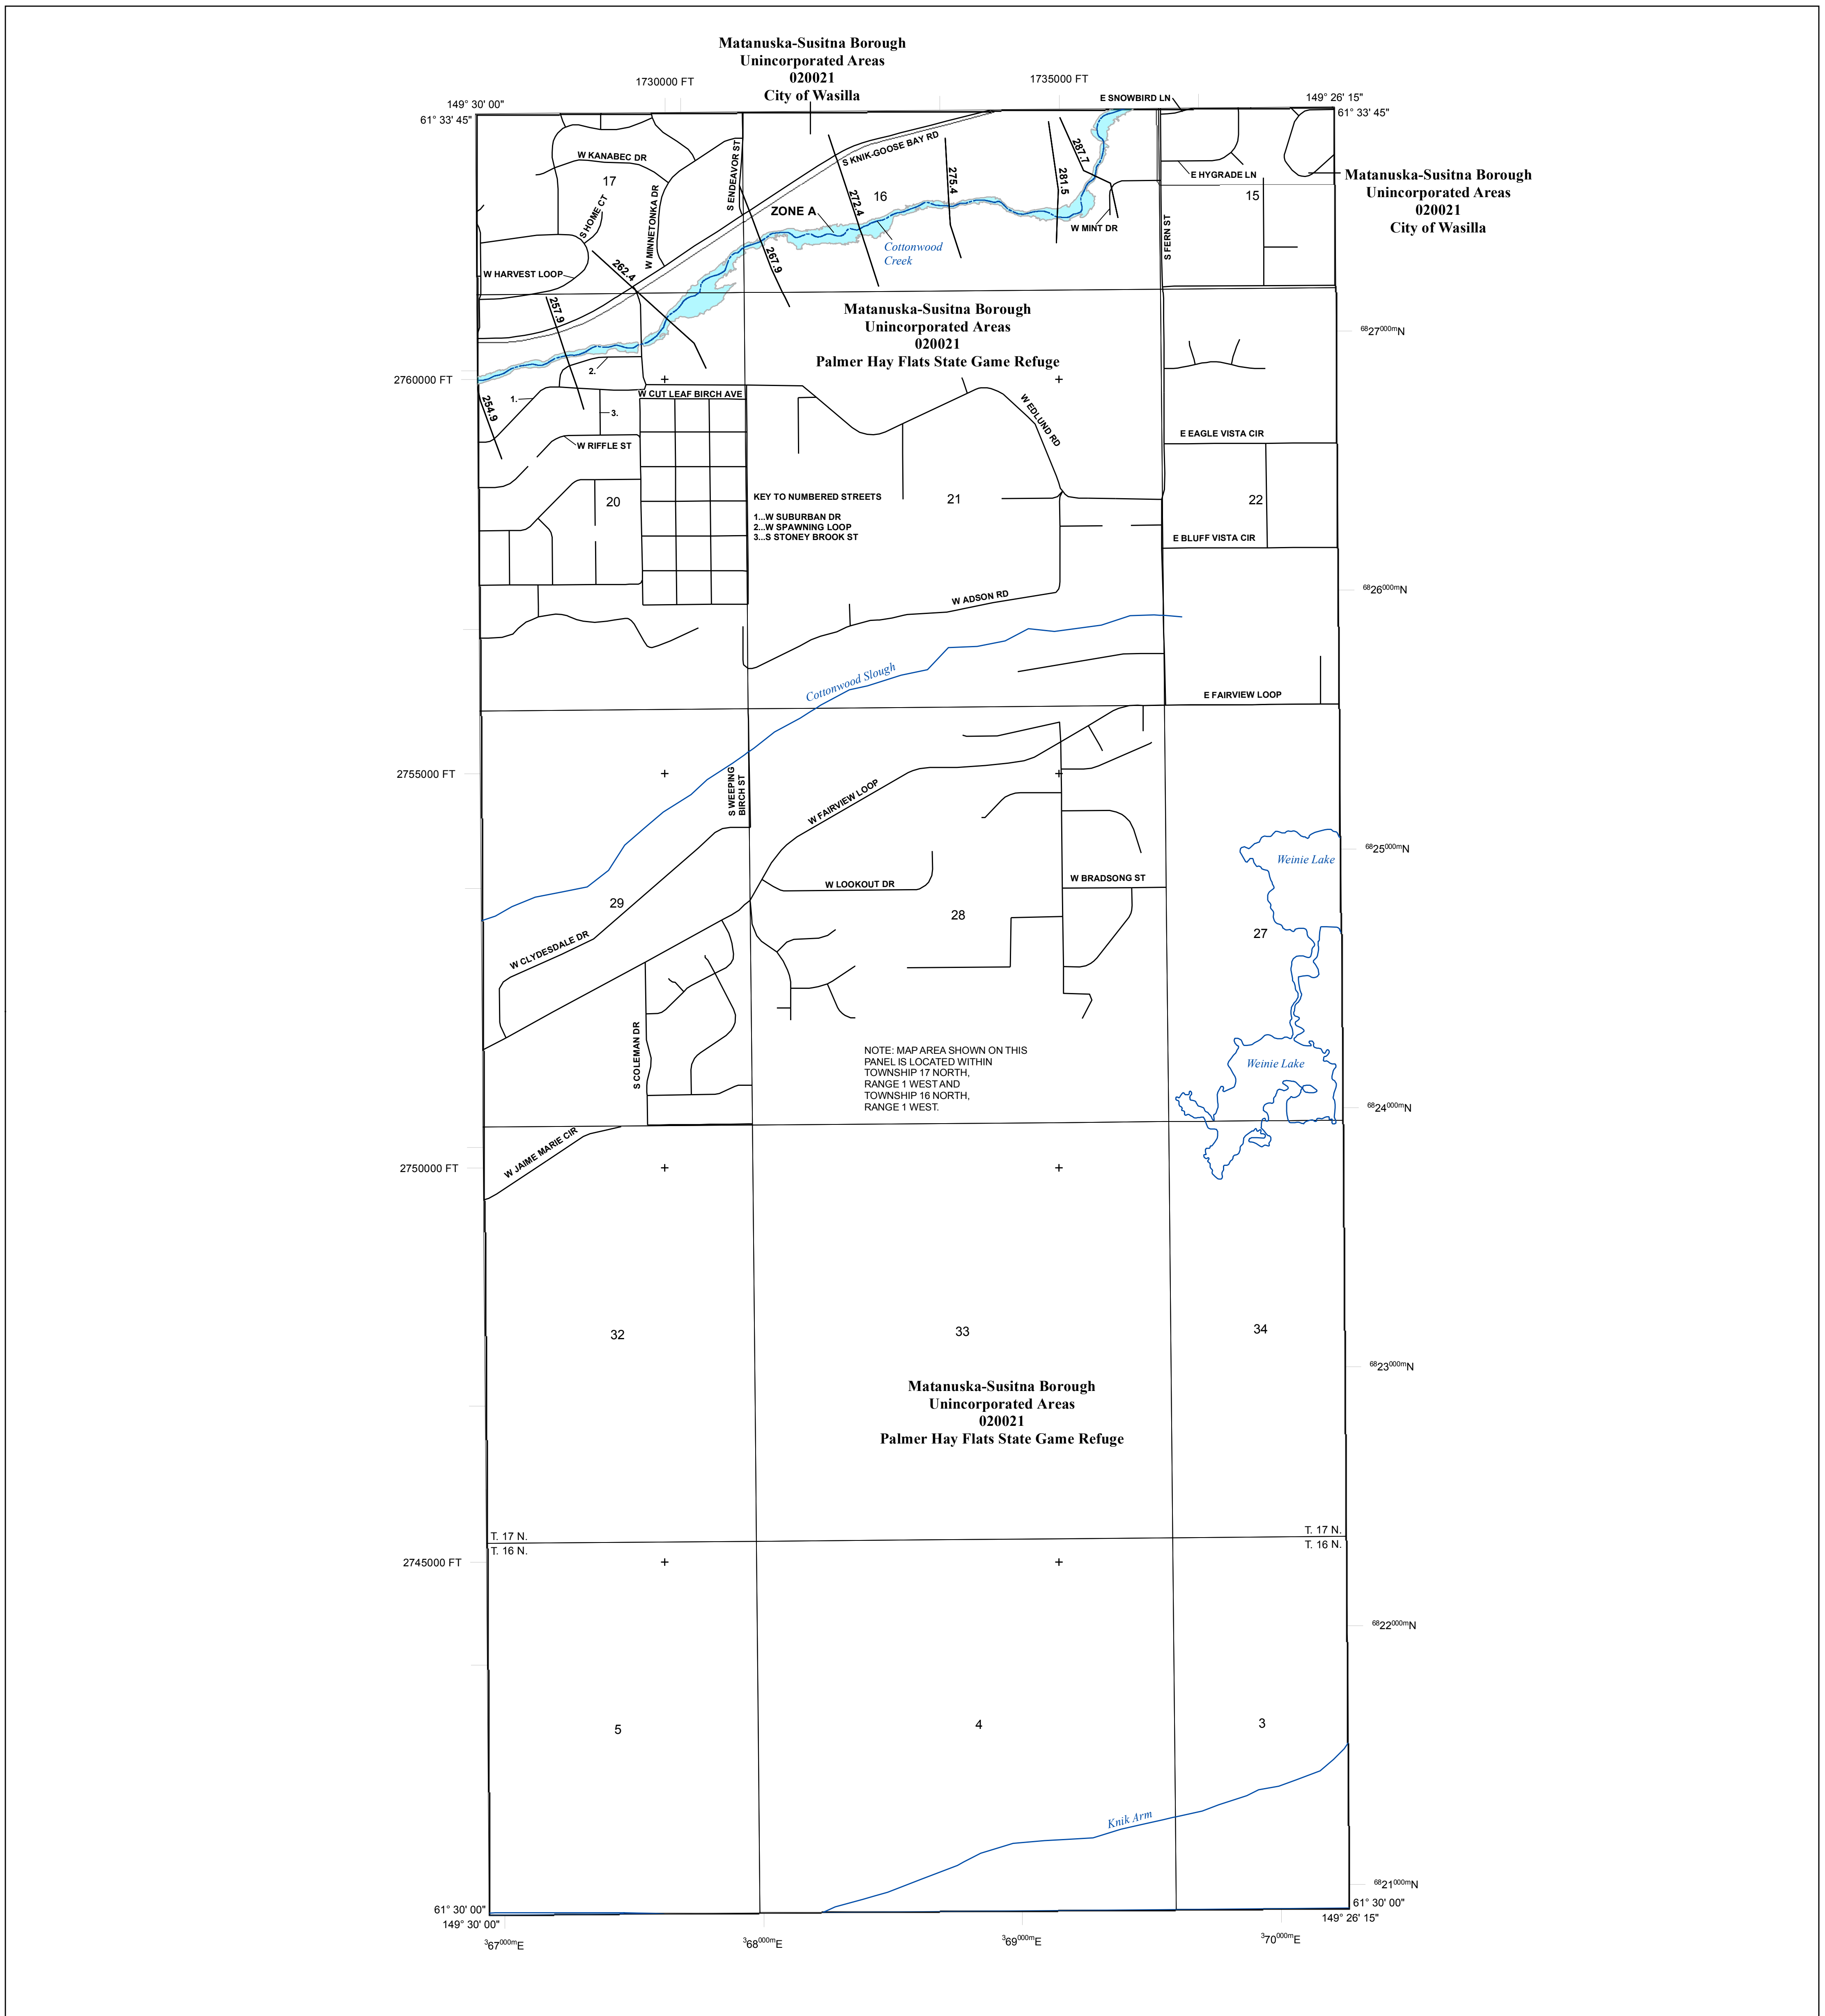 Matanuska-Susitna Borough
Unincorporated Areas
020021
City of Wasilla
1730000 FT
1735000 FT
149° 30' 00"
61° 33' 45"
149° 26' 15"
61° 33' 45"
E SNOWBIRD LN
W KANABEC DR
17
S HOME CT
W MINNETONKA DR
S ENDEAVOR ST
S KNIK-GOOSE BAY RD
ZONE A
272.4
16
275.4
281.5
287.7
E HYGRADE LN
15
Matanuska-Susitna Borough
Unincorporated Areas
020021
City of Wasilla
W MINT DR
S FERN ST
Cottonwood
Creek
267.9
262.4
W HARVEST LOOP
257.9
Matanuska-Susitna Borough
Unincorporated Areas
020021
Palmer Hay Flats State Game Refuge
6827000mN
2760000 FT
2.
1.
3.
254.9
W CUT LEAF BIRCH AVE
W RIFFLE ST
W EDLUND RD
E EAGLE VISTA CIR
20
KEY TO NUMBERED STREETS
1...W SUBURBAN DR
2...W SPAWNING LOOP
3...S STONEY BROOK ST
21
22
E BLUFF VISTA CIR
6826000mN
W ADSON RD
Cottonwood Slough
E FAIRVIEW LOOP
2755000 FT
S WEEPING
BIRCH ST
W FAIRVIEW LOOP
6825000mN
Weinie Lake
W LOOKOUT DR
W BRADSONG ST
29
28
27
W CLYDESDALE DR
S COLEMAN DR
NOTE: MAP AREA SHOWN ON THIS
PANEL IS LOCATED WITHIN
TOWNSHIP 17 NORTH,
RANGE 1 WEST AND
TOWNSHIP 16 NORTH,
RANGE 1 WEST.
Weinie Lake
6824000mN
W JAIME MARIE CIR
2750000 FT
32
33
34
6823000mN
Matanuska-Susitna Borough
Unincorporated Areas
020021
Palmer Hay Flats State Game Refuge
T. 17 N.
T. 16 N.
T. 17 N.
T. 16 N.
2745000 FT
6822000mN
5
4
3
Knik Arm
6821000mN
61° 30' 00"
149° 30' 00"
61° 30' 00"
149° 26' 15"
367000mE
368000mE
369000mE
370000mE